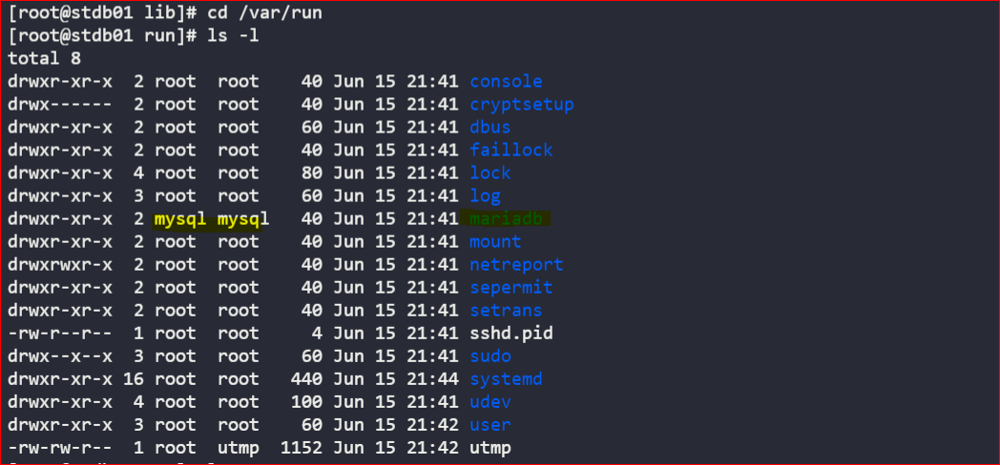 [root@stdb01 lib]# cd /var/run
[root@stdb01 run]# ls -l
total 8
drwxr-xr-x  2 root  root    40 Jun 15 21:41 console
drwx------  2 root  root    40 Jun 15 21:41 cryptsetup
drwxr-xr-x  2 root  root    60 Jun 15 21:41 dbus
drwxr-xr-x  2 root  root    40 Jun 15 21:41 faillock
drwxr-xr-x  4 root  root    80 Jun 15 21:41 lock
drwxr-xr-x  3 root  root    60 Jun 15 21:41 log
drwxr-xr-x  2 mysql mysql   40 Jun 15 21:41 mariadb
drwxr-xr-x  2 root  root    40 Jun 15 21:41 mount
drwxrwxr-x  2 root  root    40 Jun 15 21:41 netreport
drwxr-xr-x  2 root  root    40 Jun 15 21:41 sepermit
drwxr-xr-x  2 root  root    40 Jun 15 21:41 setrans
-rw-r--r--  1 root  root     4 Jun 15 21:41 sshd.pid
drwx--x--x  3 root  root    60 Jun 15 21:41 sudo
drwxr-xr-x 16 root  root   440 Jun 15 21:44 systemd
drwxr-xr-x  4 root  root   100 Jun 15 21:41 udev
drwxr-xr-x  3 root  root    60 Jun 15 21:42 user
-rw-rw-r--  1 root  utmp  1152 Jun 15 21:42 utmp